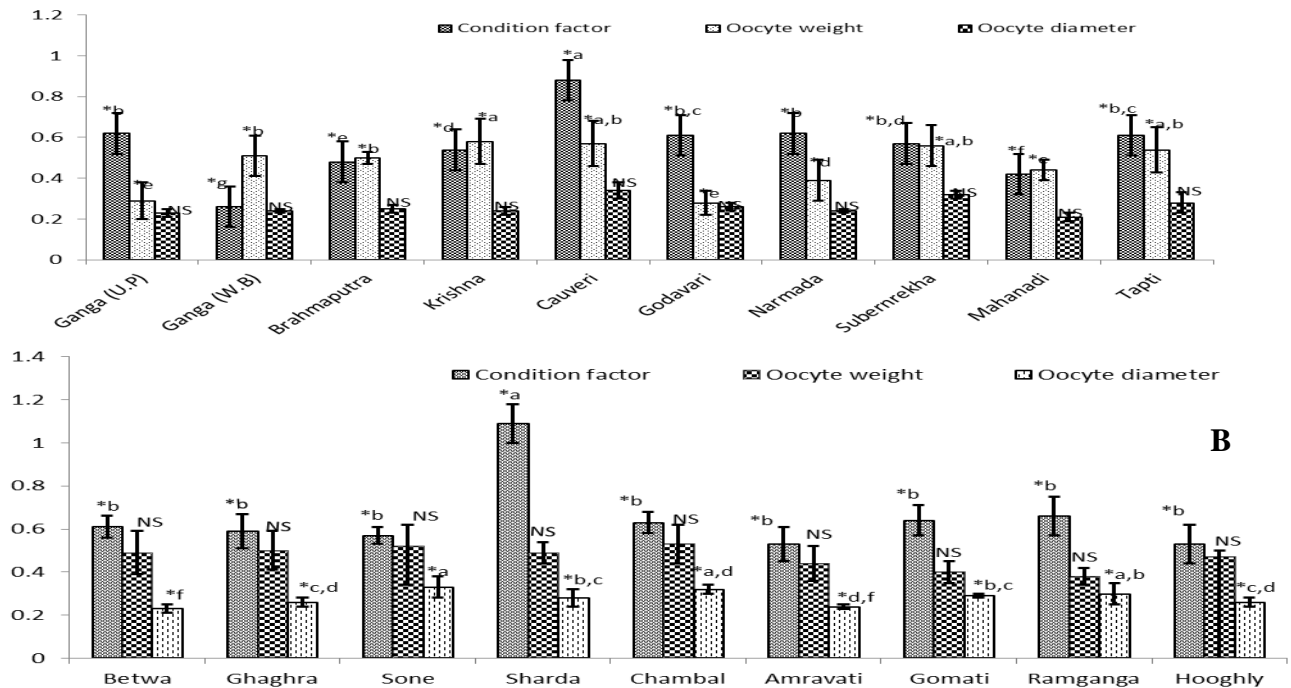 1.2
Condition factor Oocyte weight Oocyte diameter
1
*a
0.8
*b *b *e *d *a *a,b *b,c *b *b,d *a,b *b,c *a,b
0.6
*g *f *e
0.4
*e NS *d NS
0.2
NS NS NS NS *e NS NS NS
0
Ganga (U.P) Ganga (W.B) Brahmaputra Krishna Cauveri Godavari Narmada Subernrekha Mahanadi Tapti
1.4
Condition factor Oocyte weight Oocyte diameter
1.2
*a
1
B
0.8
*b NS *b NS *b NS NS *b NS *b NS *b NS *b NS *b NS
0.6
0.4
*f *c,d *a *b,c *a,d *d,f *b,c *a,b *c,d
0.2
0
Betwa Ghaghra Sone Sharda Chambal Amravati Gomati Ramganga Hooghly